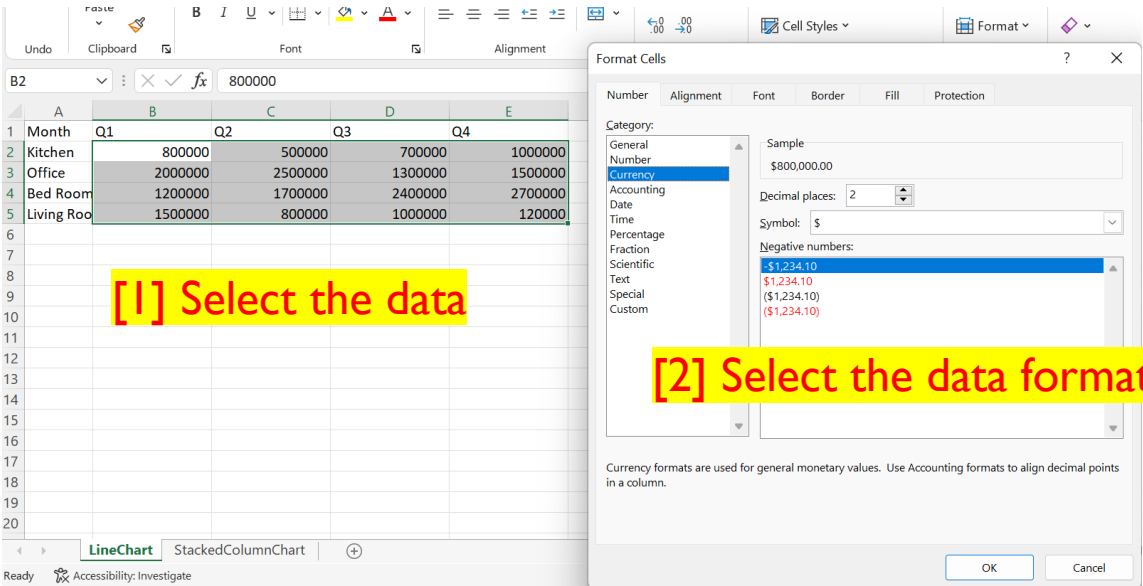 Paste
B I U
A
.00
.00
Cell Styles
Format
Undo
Clipboard
Font
Alignment
B2
fx
800000
A B C D E
1 Month Q1 Q2 Q3 Q4
2 Kitchen 800000 500000 700000 1000000
3 Office 2000000 2500000 1300000 1500000
4 Bed Room 1200000 1700000 2400000 2700000
5 Living Roo 1500000 800000 1000000 120000
6
7
8
9
10
11
12
13
14
15
16
17
18
19
20
[1] Select the data
LineChart StackedColumnChart
Ready Accessibility: Investigate
Format Cells ?
Number Alignment Font Border Fill Protection
Category:
General
Number
Currency
Accounting
Date
Time
Percentage
Fraction
Scientific
Text
Special
Custom
Sample
$800,000.00
Decimal places: 2
Symbol: $
Negative numbers:
-$1,234.10
$1,234.10
($1,234.10)
($1,234.10)
[2] Select the data format
Currency formats are used for general monetary values. Use Accounting formats to align decimal points
in a column.
OK Cancel